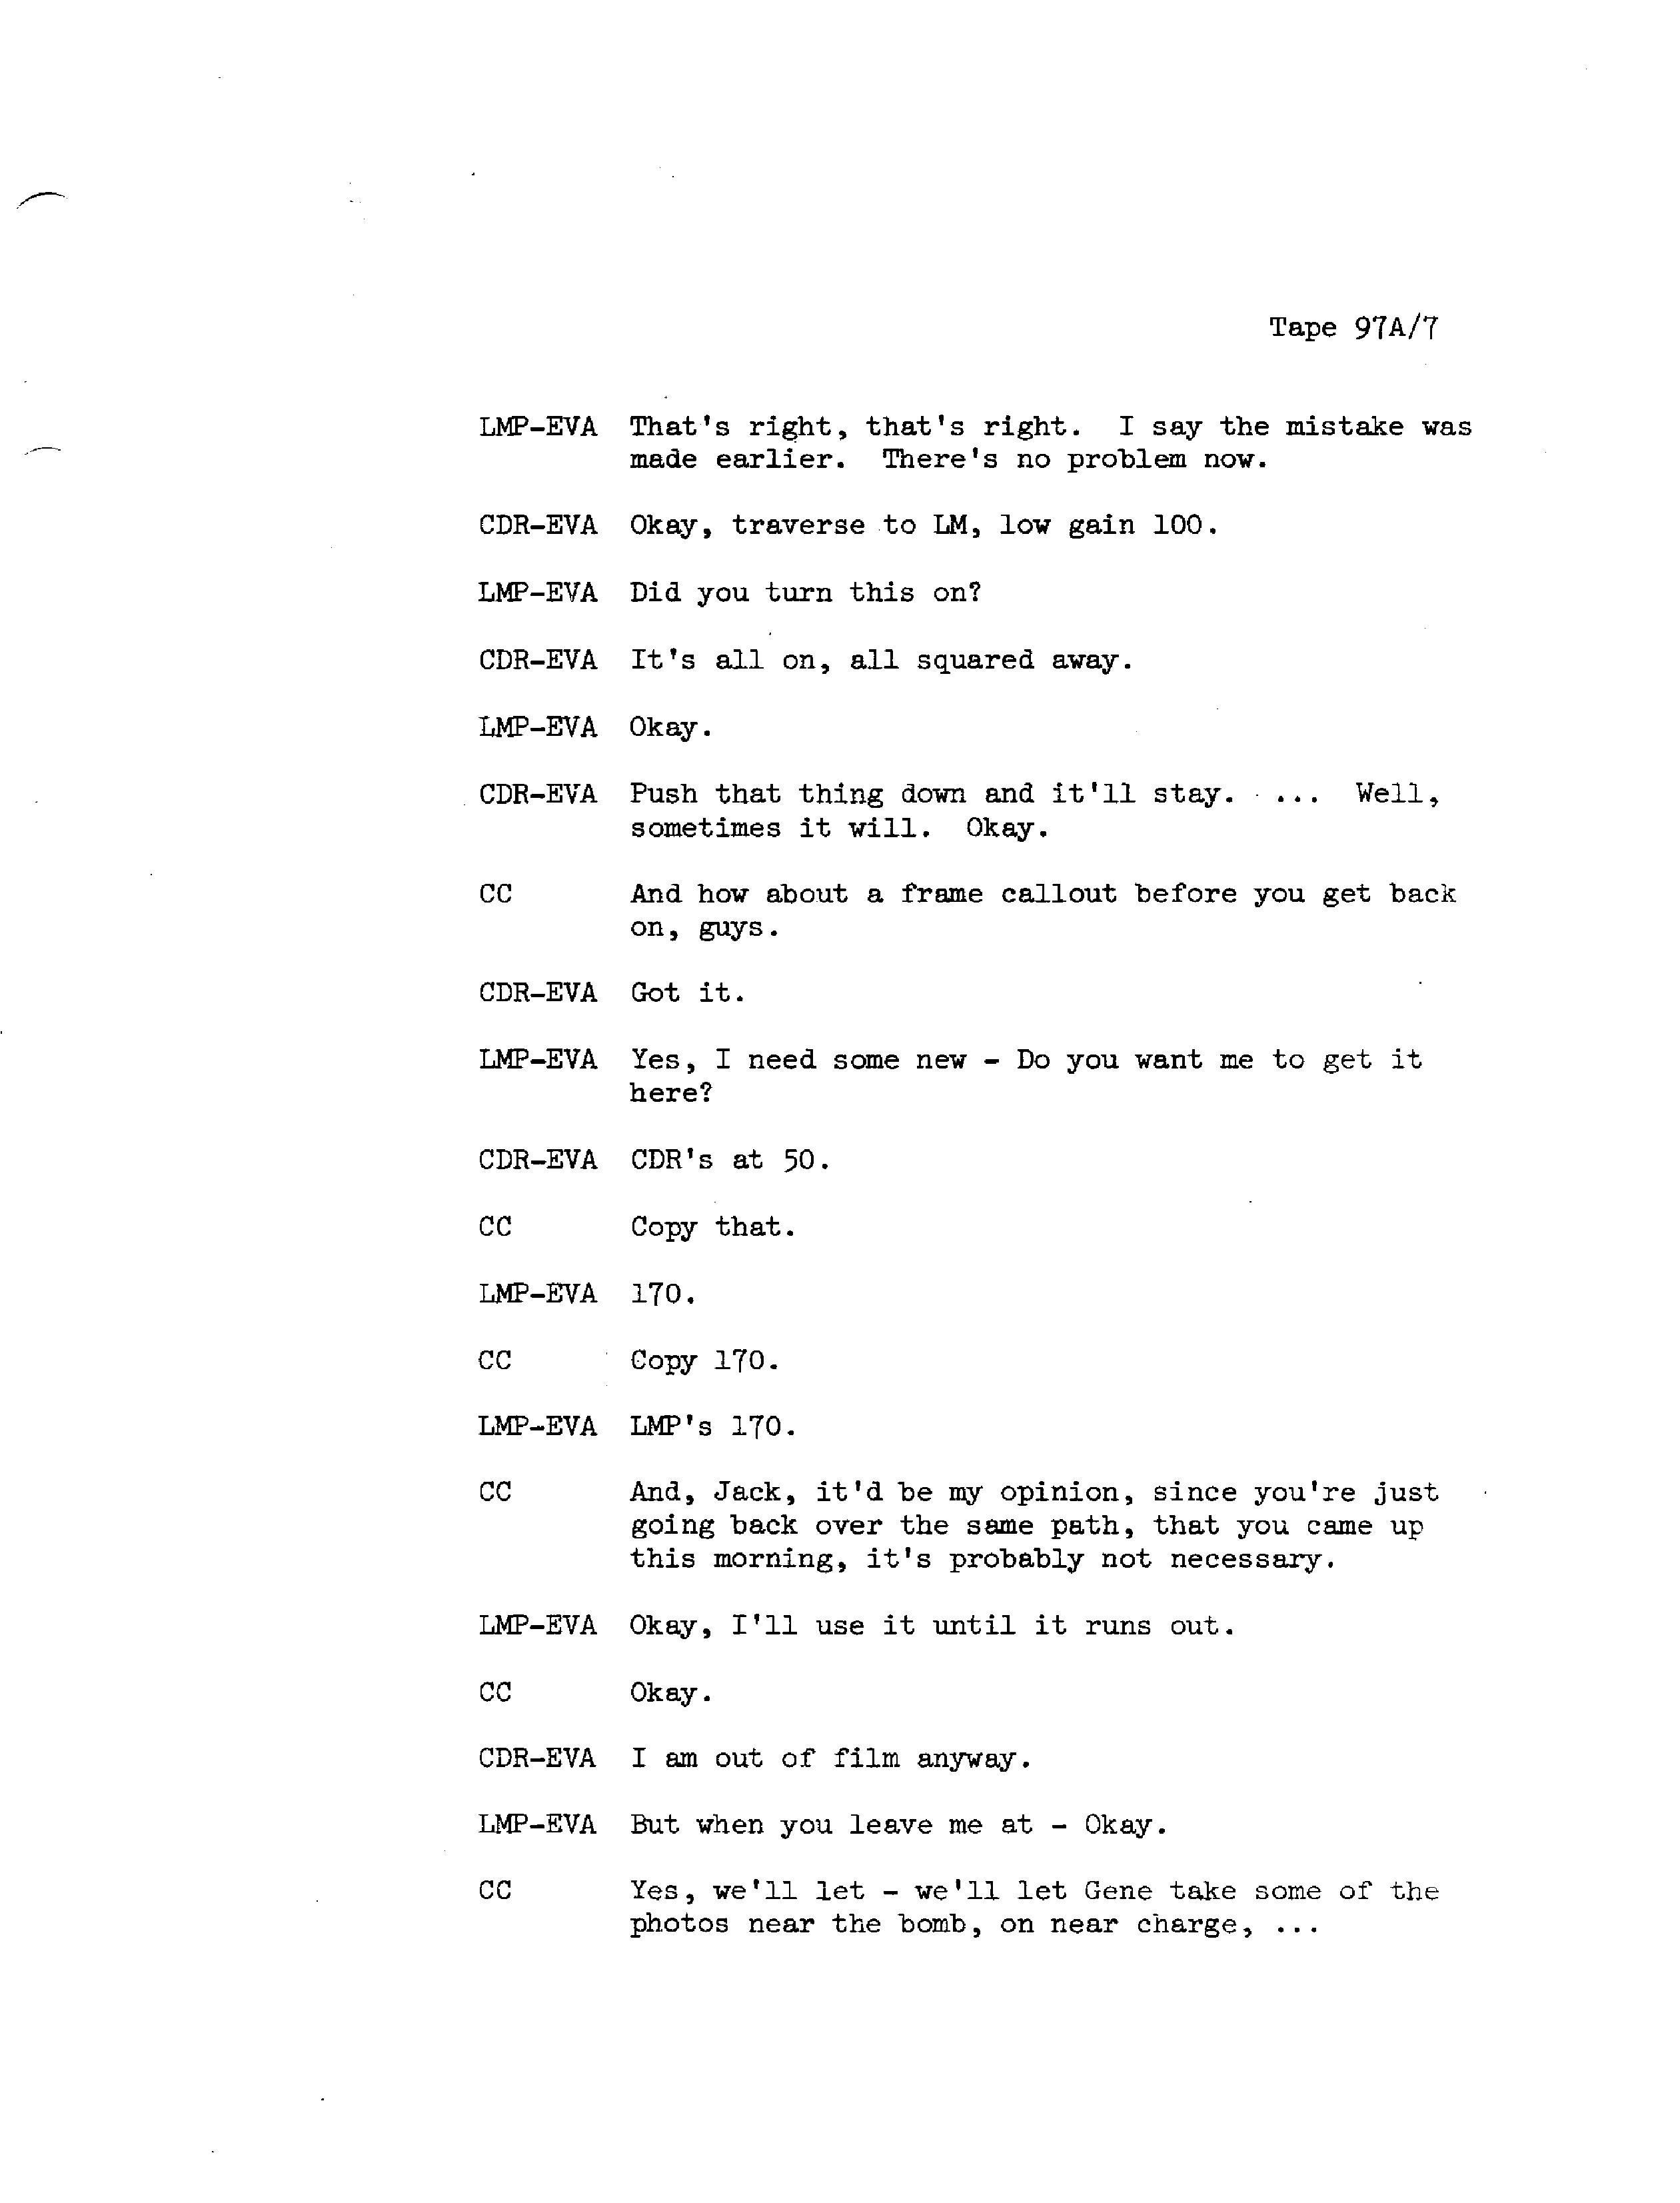 Tape 97A/7
LMP-EVA That's right, that's right. I say the mistake was
made earlier. There's no problem now.
CDR-EVA Okay, traverse to LM, low gain 100.
LMP-EVA Did you turn this on?
CDR-EVA It's all on, all squared away.
LMP-EVA Okay.
CDR-EVA Push that thing down and it'll stay. ... Well,
sometimes it will. Okay.
CC And how about a frame callout before you get back
on, guys.
CDR-EVA Got it.
LMP-EVA Yes, I need some new - Do you want me to get it
here?
CDR-EVA CDR's at 50.
CC Copy that.
LMP-EVA 170.
CC Copy 170.
LMP-EVA LMP's 170.
CC And, Jack, it'd be my opinion, since you're just
going back over the same path, that you came up
this morning, it's probably not necessary.
LMP-EVA Okay, I'll use it until it runs out.
CC Okay.
CDR-EVA I am out of film anyway.
LMP-EVA But when you leave me at - Okay.
CC Yes, we'll let - we'll let Gene take some of the
photos near the bomb, on near charge, ...